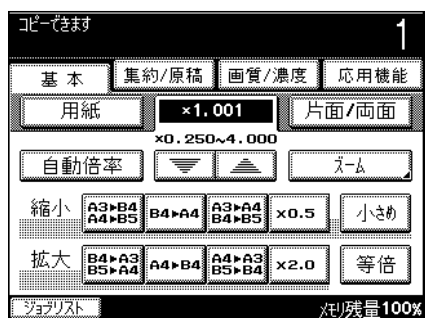 コピーできます 1
基本 集約/原稿 画質/濃度 応用機能
用紙 ×1.001 片面/両面
×0.250~4.000
自動倍率 ズーム
縮小 A3▶B4 A4▶B5 B4▶A4 A3▶A4 B4▶B5 ×0.5 小さめ
拡大 B4▶A3 B5▶A4 A4▶B4 A4▶A3 B5▶B4 ×2.0 等倍
ジョブリスト メモリ残量100%